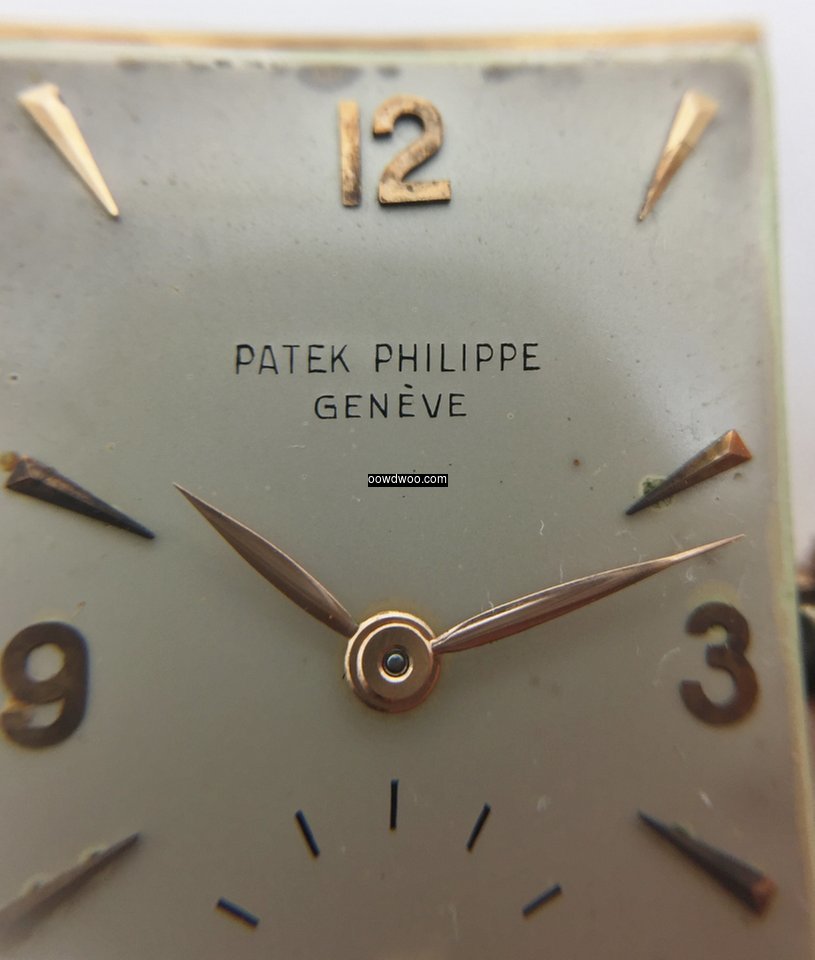 12
PATEK PHILIPPE
GENÈVE
oowdwoo.com
9 3